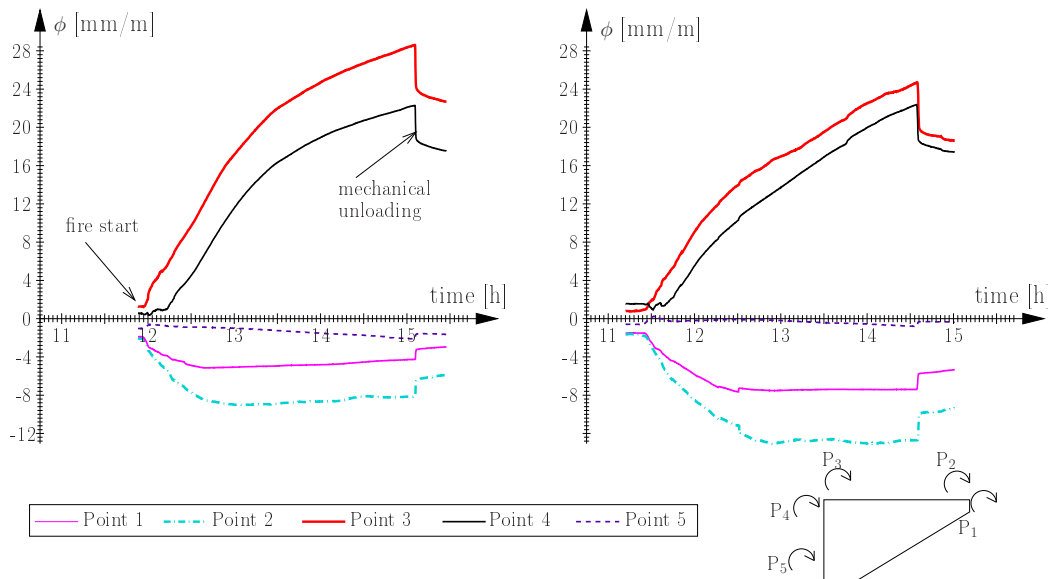 ϕ [mm/m]
28
24
20
16
12
8
4
0
-4
-8
-12
11
12
13
14
15
time [h]
fire start
mechanical
unloading
ϕ [mm/m]
28
24
20
16
12
8
4
0
-4
-8
-12
11
12
13
14
15
time [h]
Point 1
Point 2
Point 3
Point 4
Point 5
P3
P2
P4
P1
P5